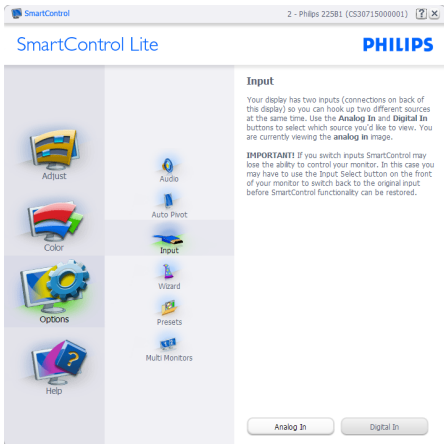 SmartControl
2 - Philips 225B1 (CS30715000001)
SmartControl Lite
PHILIPS
Adjust
Color
Options
Help
Audio
Auto Pivot
Input
Wizard
Presets
Multi Monitors
Input
Your display has two inputs (connections on back of
this display) so you can hook up two different sources
at the same time. Use the Analog In and Digital In
buttons to select which source you'd like to view. You
are currently viewing the analog in image.
IMPORTANT! If you switch inputs SmartControl may
lose the ability to control your monitor. In this case you
may have to use the Input Select button on the front
of your monitor to switch back to the original input
before SmartControl functionality can be restored.
Analog In
Digital In